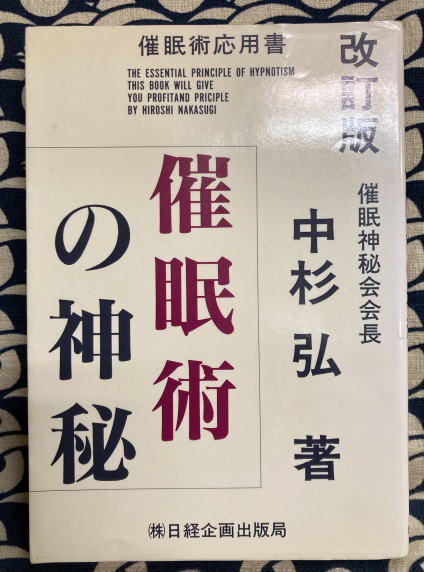 催眠術応用書
THE ESSENTIAL PRINCIPLE OF HYPNOTISM
THIS BOOK WILL GIVE
YOU PROFITAND PRICIPLE
BY HIROSHI NAKASUGI
改訂版
催眠神秘会会長
中杉弘 著
催眠術
の神秘
㈱日経企画出版局